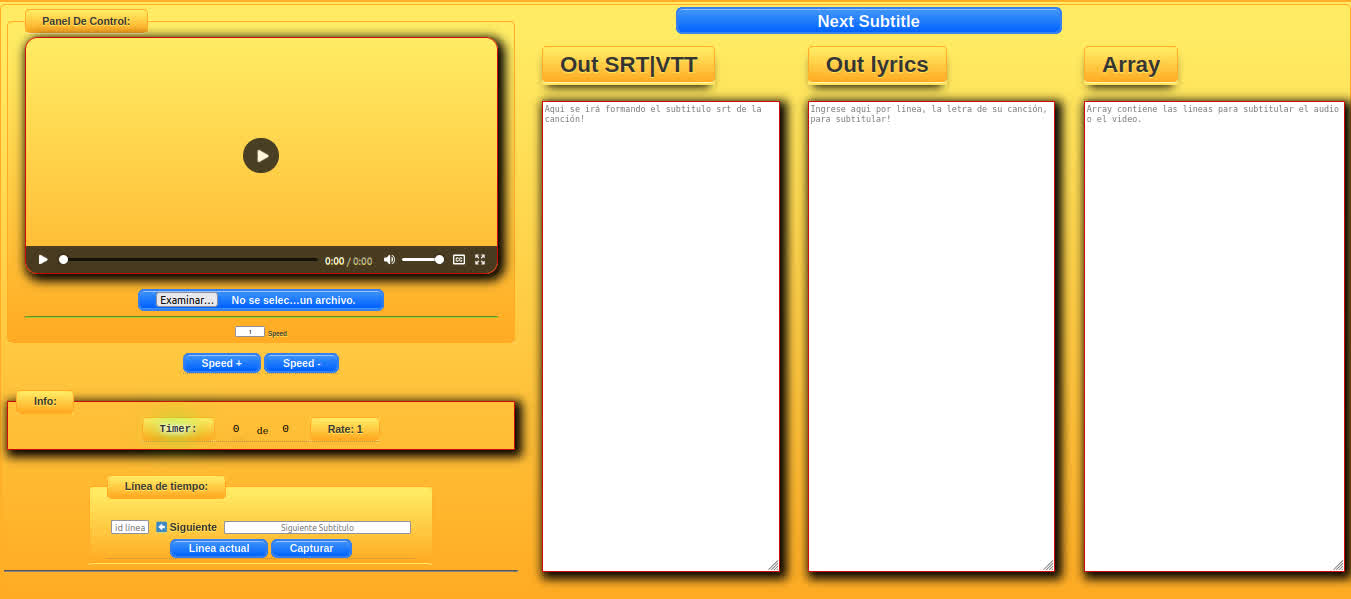 Panel De Control:
0:00 / 0:00
Examinar... No se selec...un archivo.
1 Speed
Speed + Speed -
Info:
Timer: 0 de 0 Rate: 1
Línea de tiempo:
id línea Siguiente Siguiente Subtítulo
Linea actual Capturar
Next Subtitle
Out SRT|VTT
Aqui se irá formando el subtitulo srt de la
canción!
Out lyrics
Ingrese aqui por linea, la letra de su canción,
para subtitular!
Array
Array contiene las lineas para subtitular el audio
o el video.